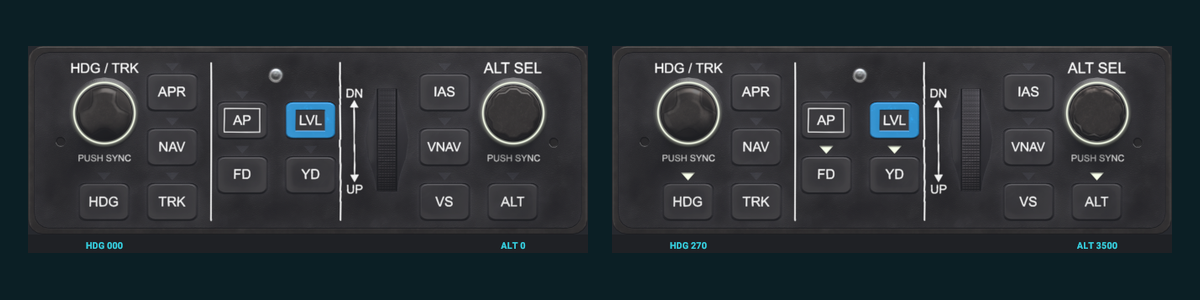 HDG / TRK
APR
NAV
PUSH SYNC
HDG
TRK
AP
LVL
FD
YD
DN
UP
ALT SEL
IAS
VNAV
PUSH SYNC
VS
ALT
HDG 000
ALT 0
HDG / TRK
APR
NAV
PUSH SYNC
HDG
TRK
AP
LVL
FD
YD
DN
UP
ALT SEL
IAS
VNAV
PUSH SYNC
VS
ALT
HDG 270
ALT 3500